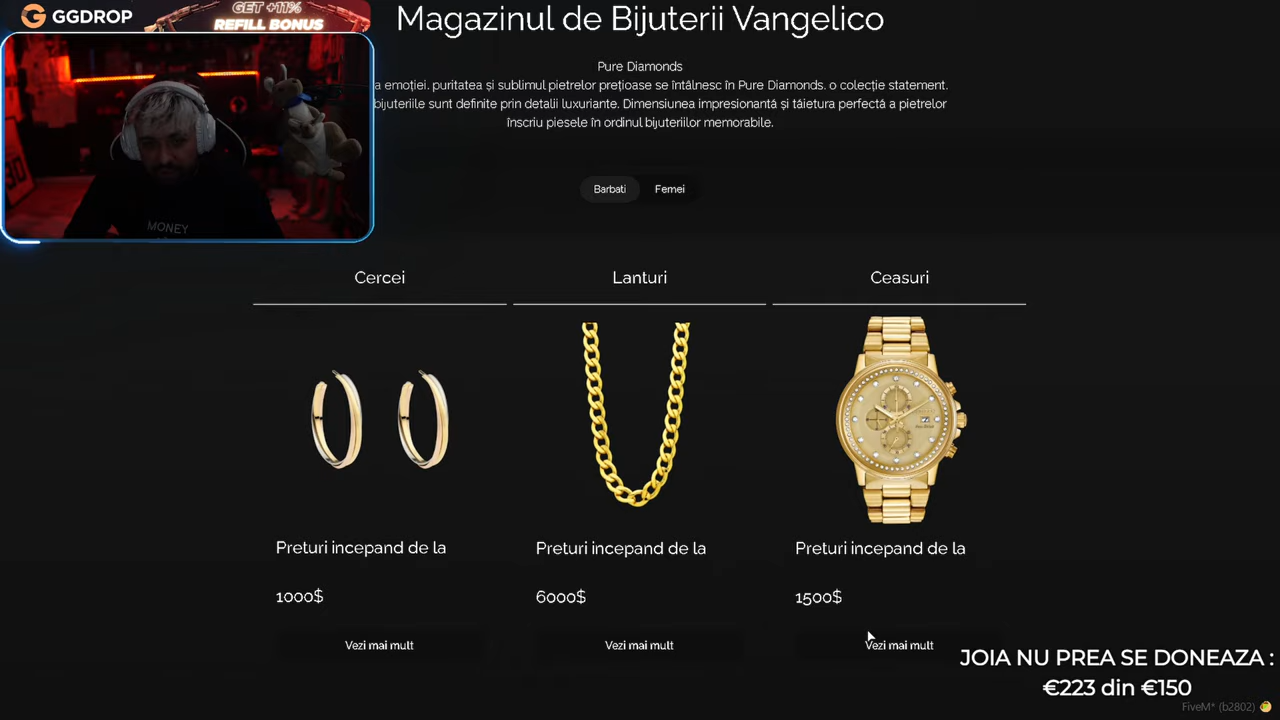 GGDROP
GET +11%
REFILL BONUS
Magazinul de Bijuterii Vangelico
Pure Diamonds
a emoției. puritatea și sublimul pietrelor prețioase se întâlnesc în Pure Diamonds. o colecție statement.
bijuteriile sunt definite prin detalii luxuriante. Dimensiunea impresionantă și tăietura perfectă a pietrelor
înscriu piesele în ordinul bijuteriilor memorabile.
MONEY
Barbati Femei
Cercei Lanturi Ceasuri
Preturi incepand de la Preturi incepand de la Preturi incepand de la
1000$ 6000$ 1500$
Vezi mai mult Vezi mai mult Vezi mai mult
JOIA NU PREA SE DONEAZA :
€223 din €150
FiveM* (b2802)